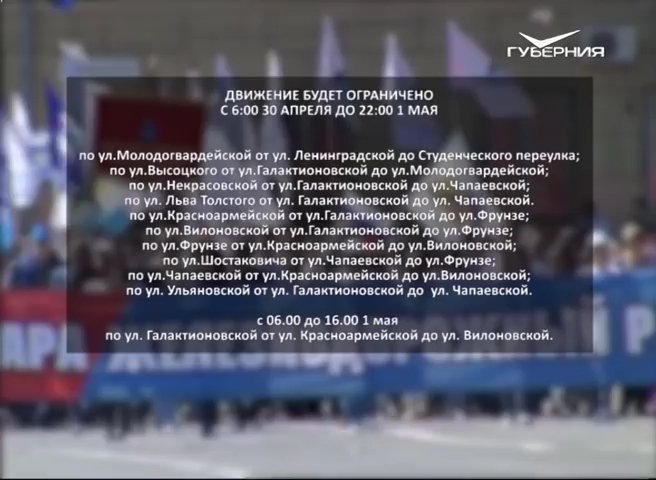 ГУБЕРНИЯ
ДВИЖЕНИЕ БУДЕТ ОГРАНИЧЕНО
С 6:00 30 АПРЕЛЯ ДО 22:00 1 МАЯ
по ул.Молодогвардейской от ул. Ленинградской до Студенческого переулка;
по ул.Высоцкого от ул.Галактионовской до ул.Молодогвардейской;
по ул.Некрасовской от ул.Галактионовской до ул.Чапаевской;
по ул. Льва Толстого от ул. Галактионовской до ул. Чапаевской.
по ул.Красноармейской от ул.Галактионовской до ул.Фрунзе;
по ул.Вилоновской от ул.Галактионовской до ул.Фрунзе;
по ул.Фрунзе от ул.Красноармейской до ул.Вилоновской;
по ул.Шостаковича от ул.Чапаевской до ул.Фрунзе;
по ул.Чапаевской от ул.Красноармейской до ул.Вилоновской;
по ул. Ульяновской от ул. Галактионовской до ул. Чапаевской.
с 06.00 до 16.00 1 мая
по ул. Галактионовской от ул. Красноармейской до ул. Вилоновской.